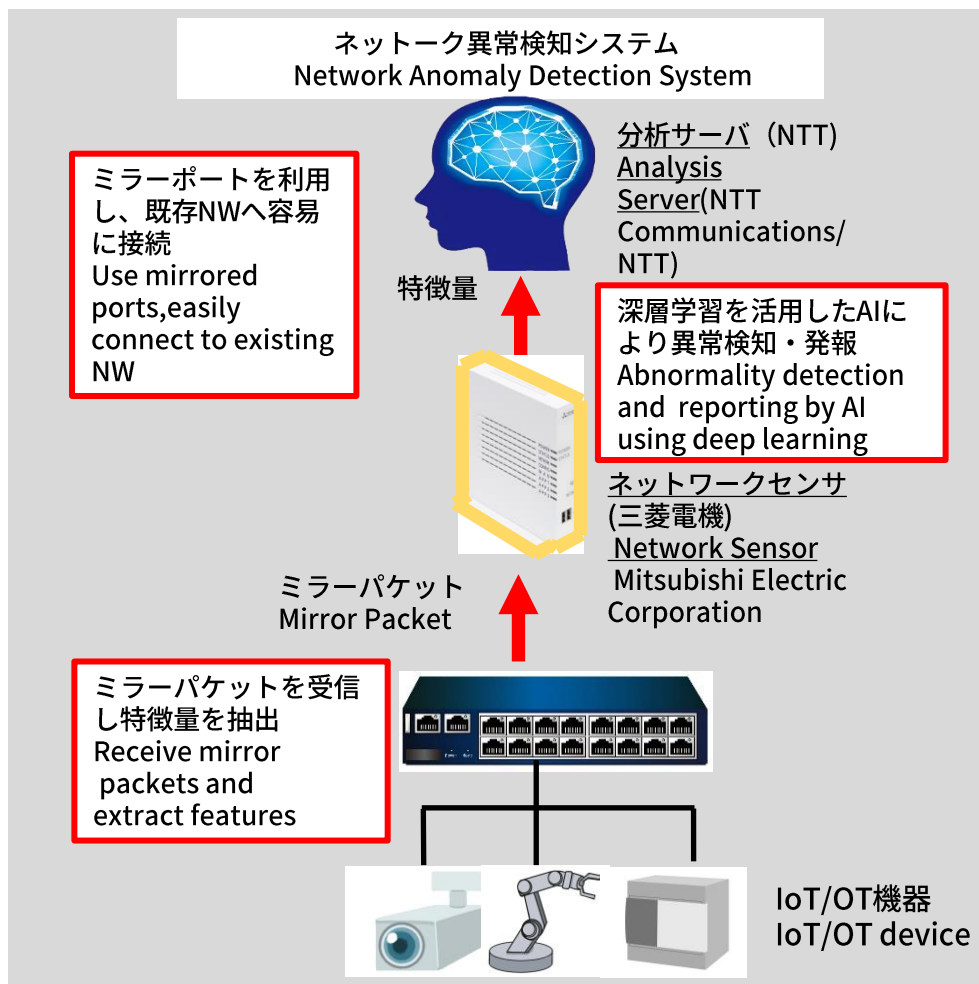 ネットーク異常検知システム
Network Anomaly Detection System
分析サーバ（NTT)
Analysis
Server(NTT
Communications/
NTT)
ミラーポートを利用
し、既存NWへ容易
に接続
Use mirrored
ports,easily
connect to existing
NW
特徴量
深層学習を活用したAIに
より異常検知・発報
Abnormality detection
and reporting by AI
using deep learning
ネットワークセンサ
(三菱電機)
Network Sensor
Mitsubishi Electric
Corporation
ミラーパケット
Mirror Packet
ミラーパケットを受信
し特徴量を抽出
Receive mirror
packets and
extract features
IoT/OT機器
IoT/OT device